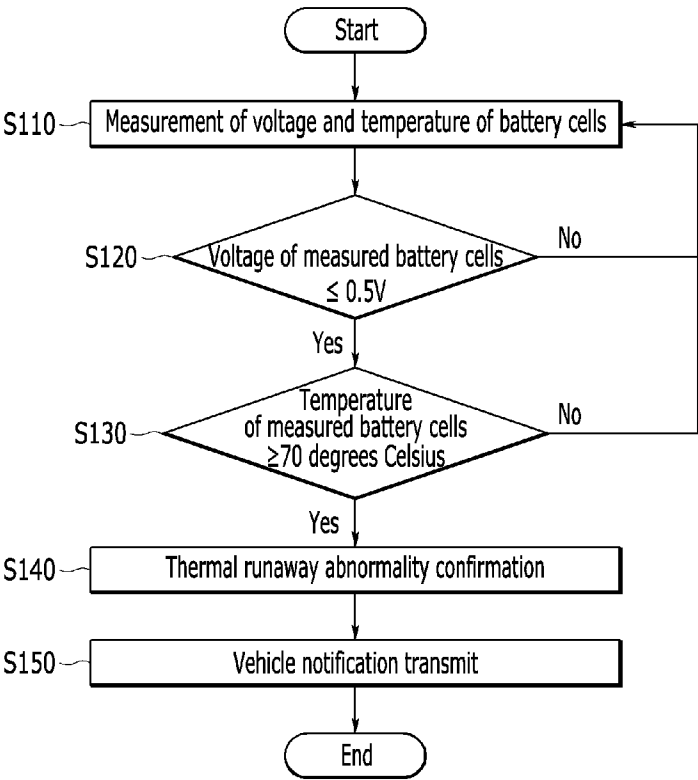 Start
S110
Measurement of voltage and temperature of battery cells
S120
Voltage of measured battery cells
≤ 0.5V
No
Yes
S130
Temperature
of measured battery cells
≥70 degrees Celsius
No
Yes
S140
Thermal runaway abnormality confirmation
S150
Vehicle notification transmit
End